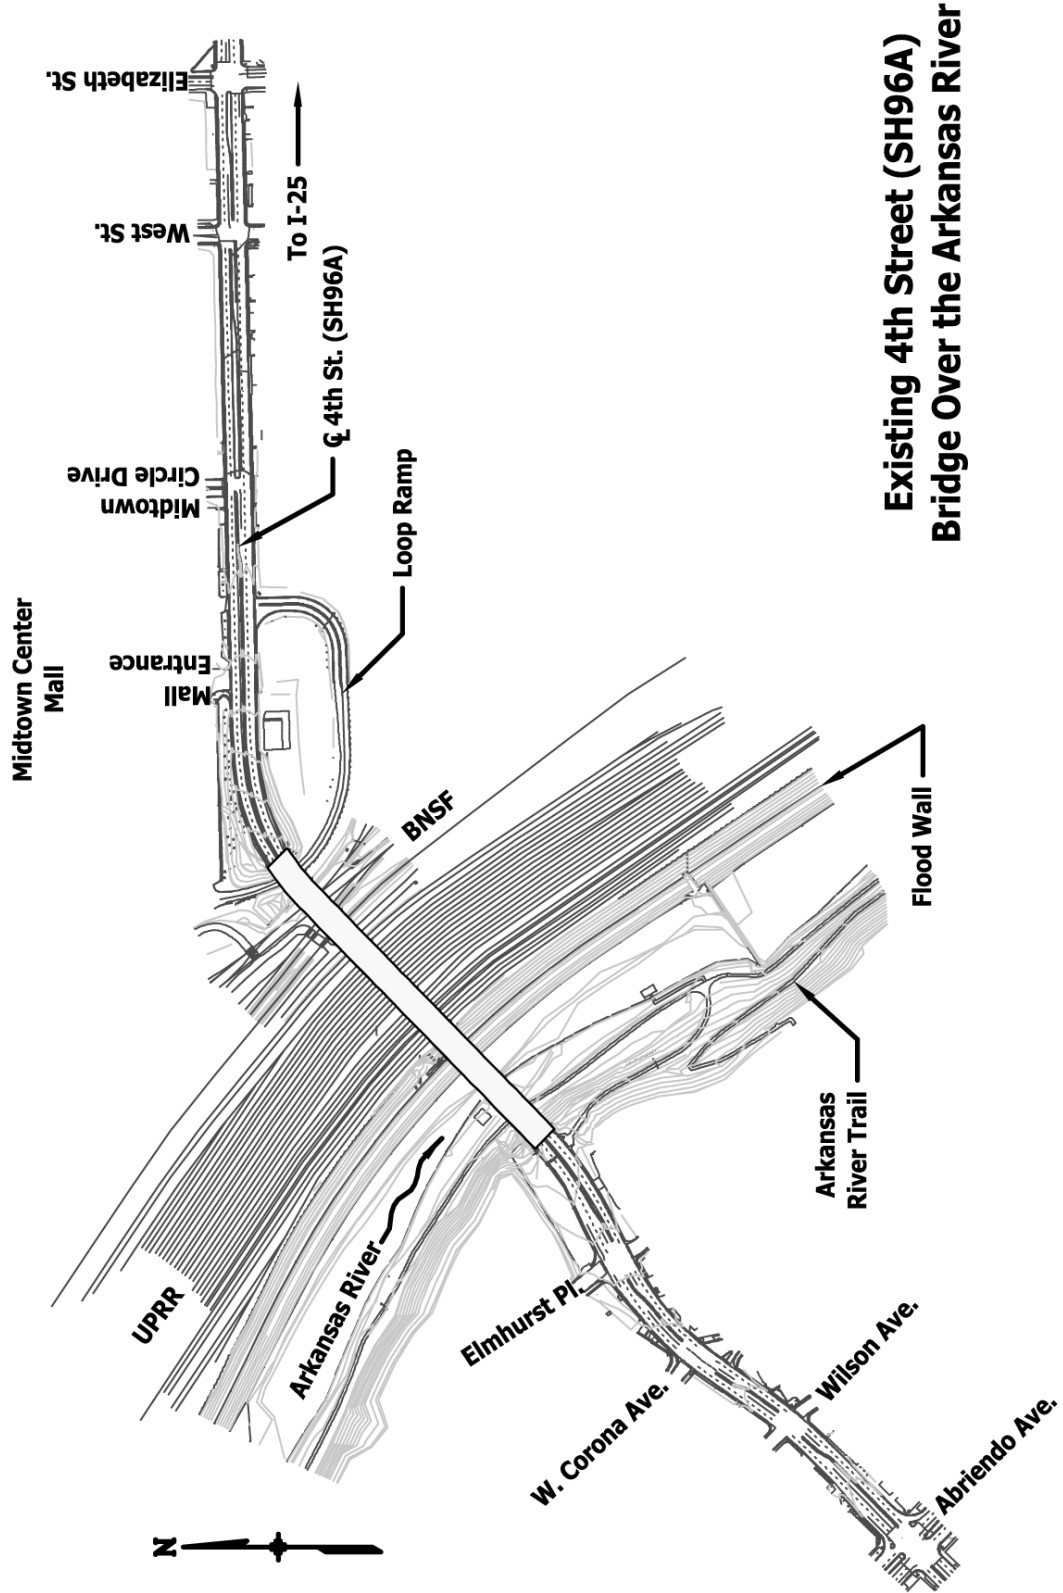 Existing 4th Street (SH96A)
Bridge Over the Arkansas River
Midtown Center
Mall
Mall
Entrance
Midtown
Circle Drive
West St.
Elizabeth St.
To I-25
℄ 4th St. (SH96A)
Loop Ramp
BNSF
Flood Wall
UPRR
Arkansas River
Arkansas
River Trail
Elmhurst Pl.
W. Corona Ave.
Wilson Ave.
Abriendo Ave.
N